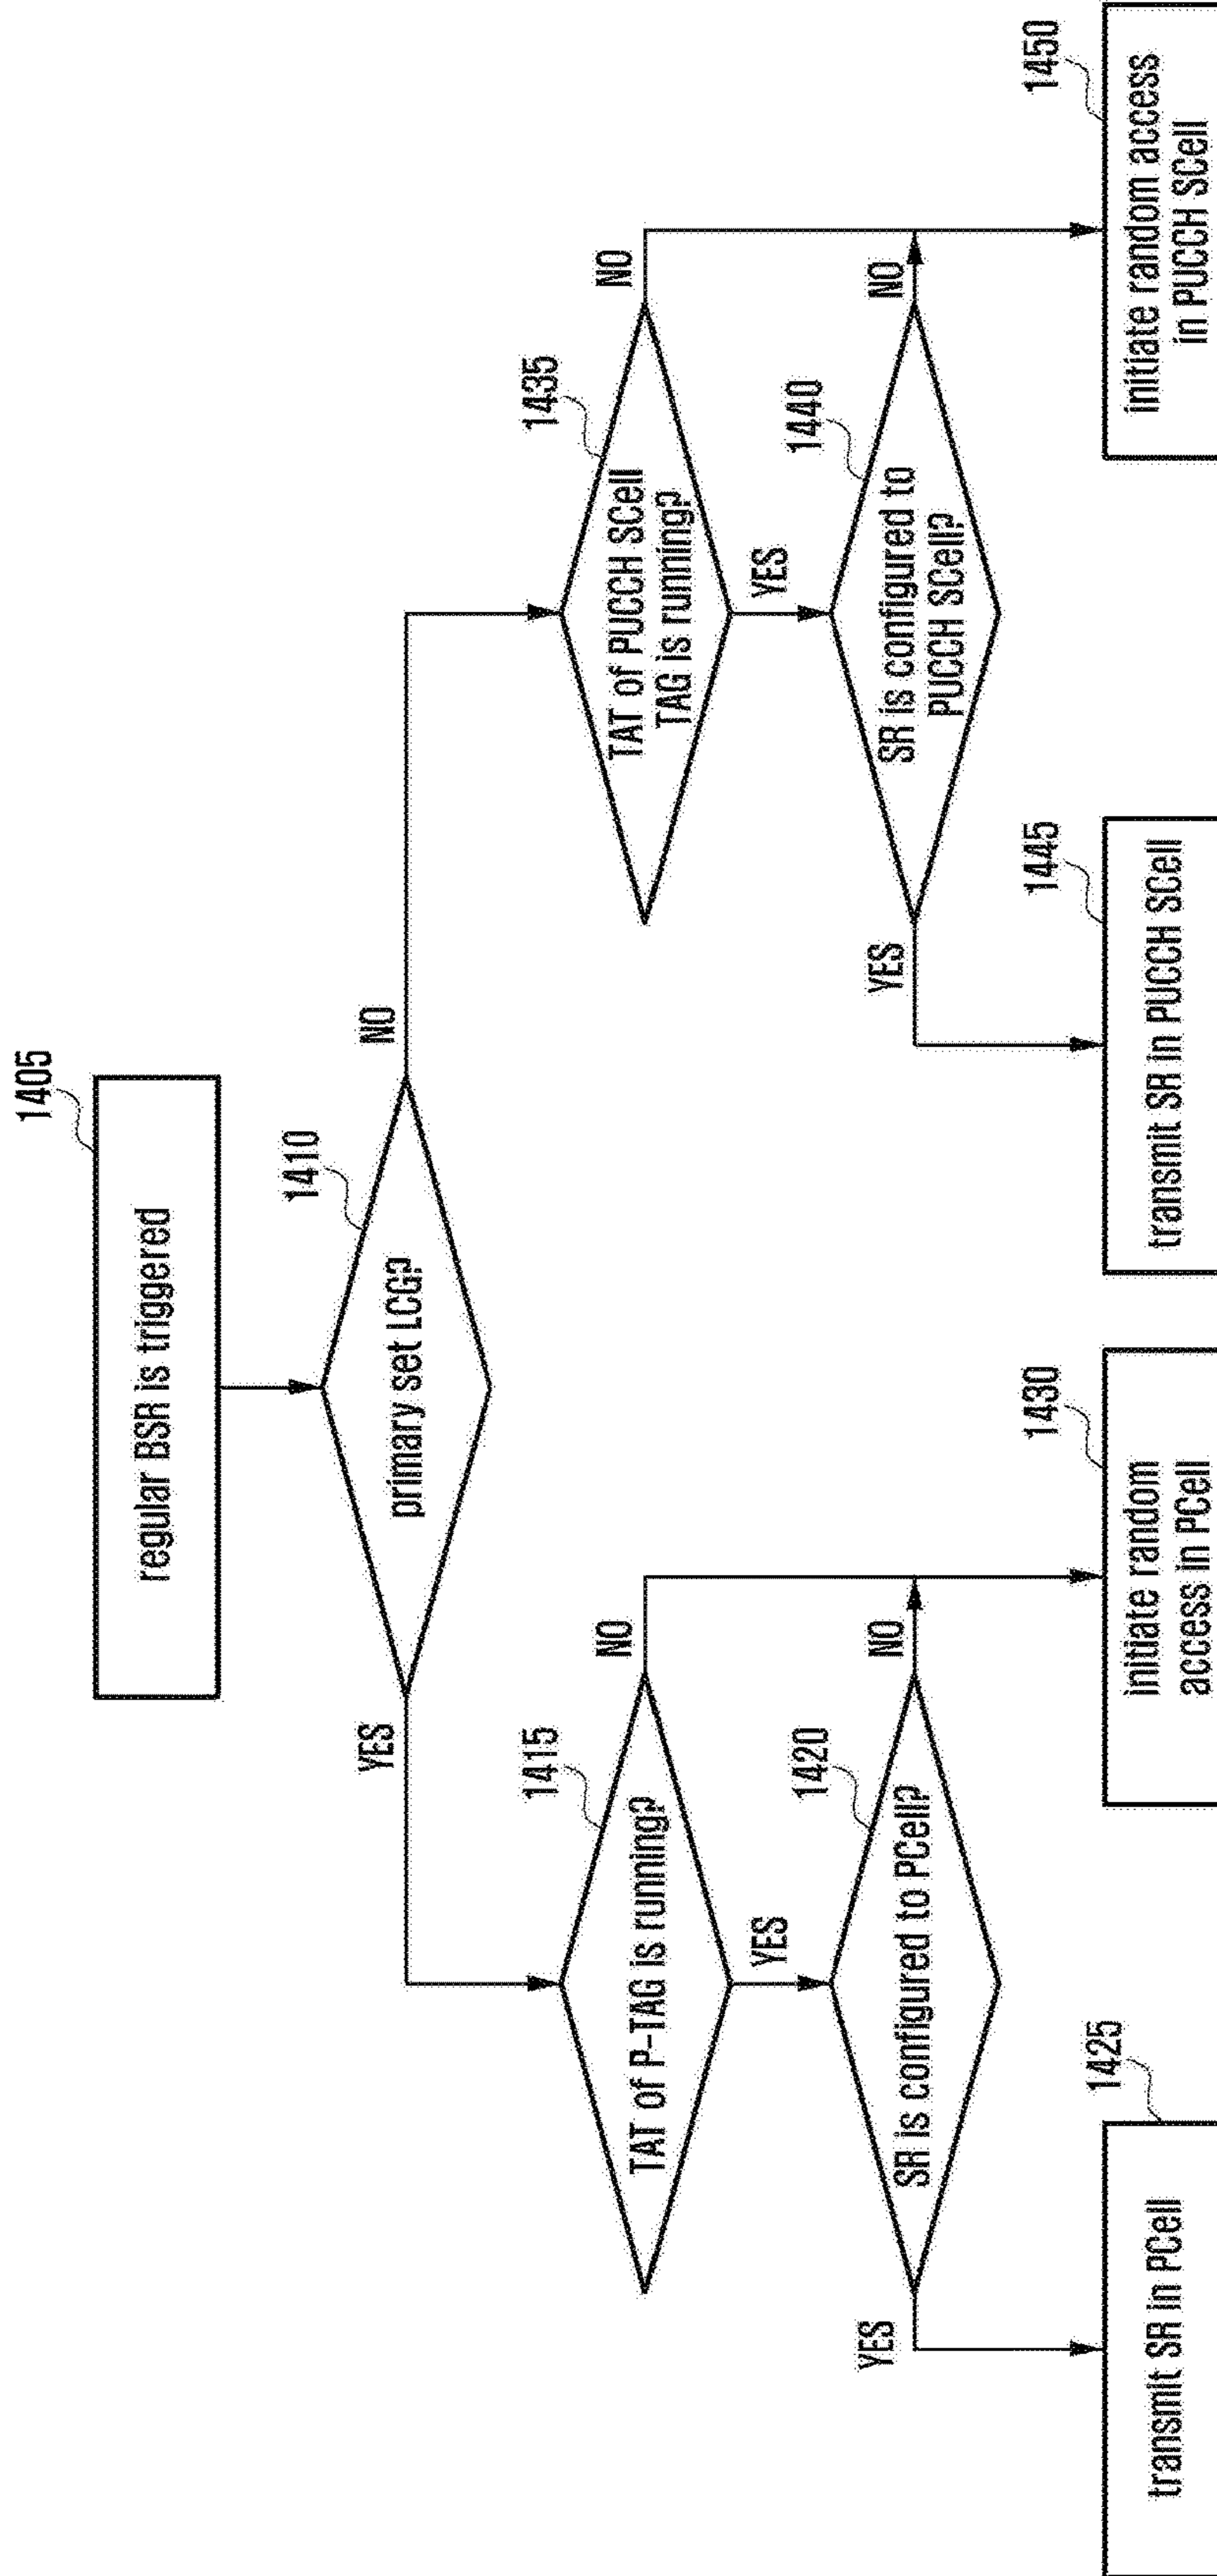 1405
regular BSR is triggered
1410
primary set LCG?
YES
NO
1415
TAT of P-TAG is running?
NO
YES
1420
SR is configured to PCell?
YES
NO
1425
transmit SR in PCell
1430
initiate random
access in PCell
1435
TAT of PUCCH SCell
TAG is running?
NO
YES
1440
SR is configured to
PUCCH SCell?
YES
NO
1445
transmit SR in PUCCH SCell
1450
initiate random access
in PUCCH SCell